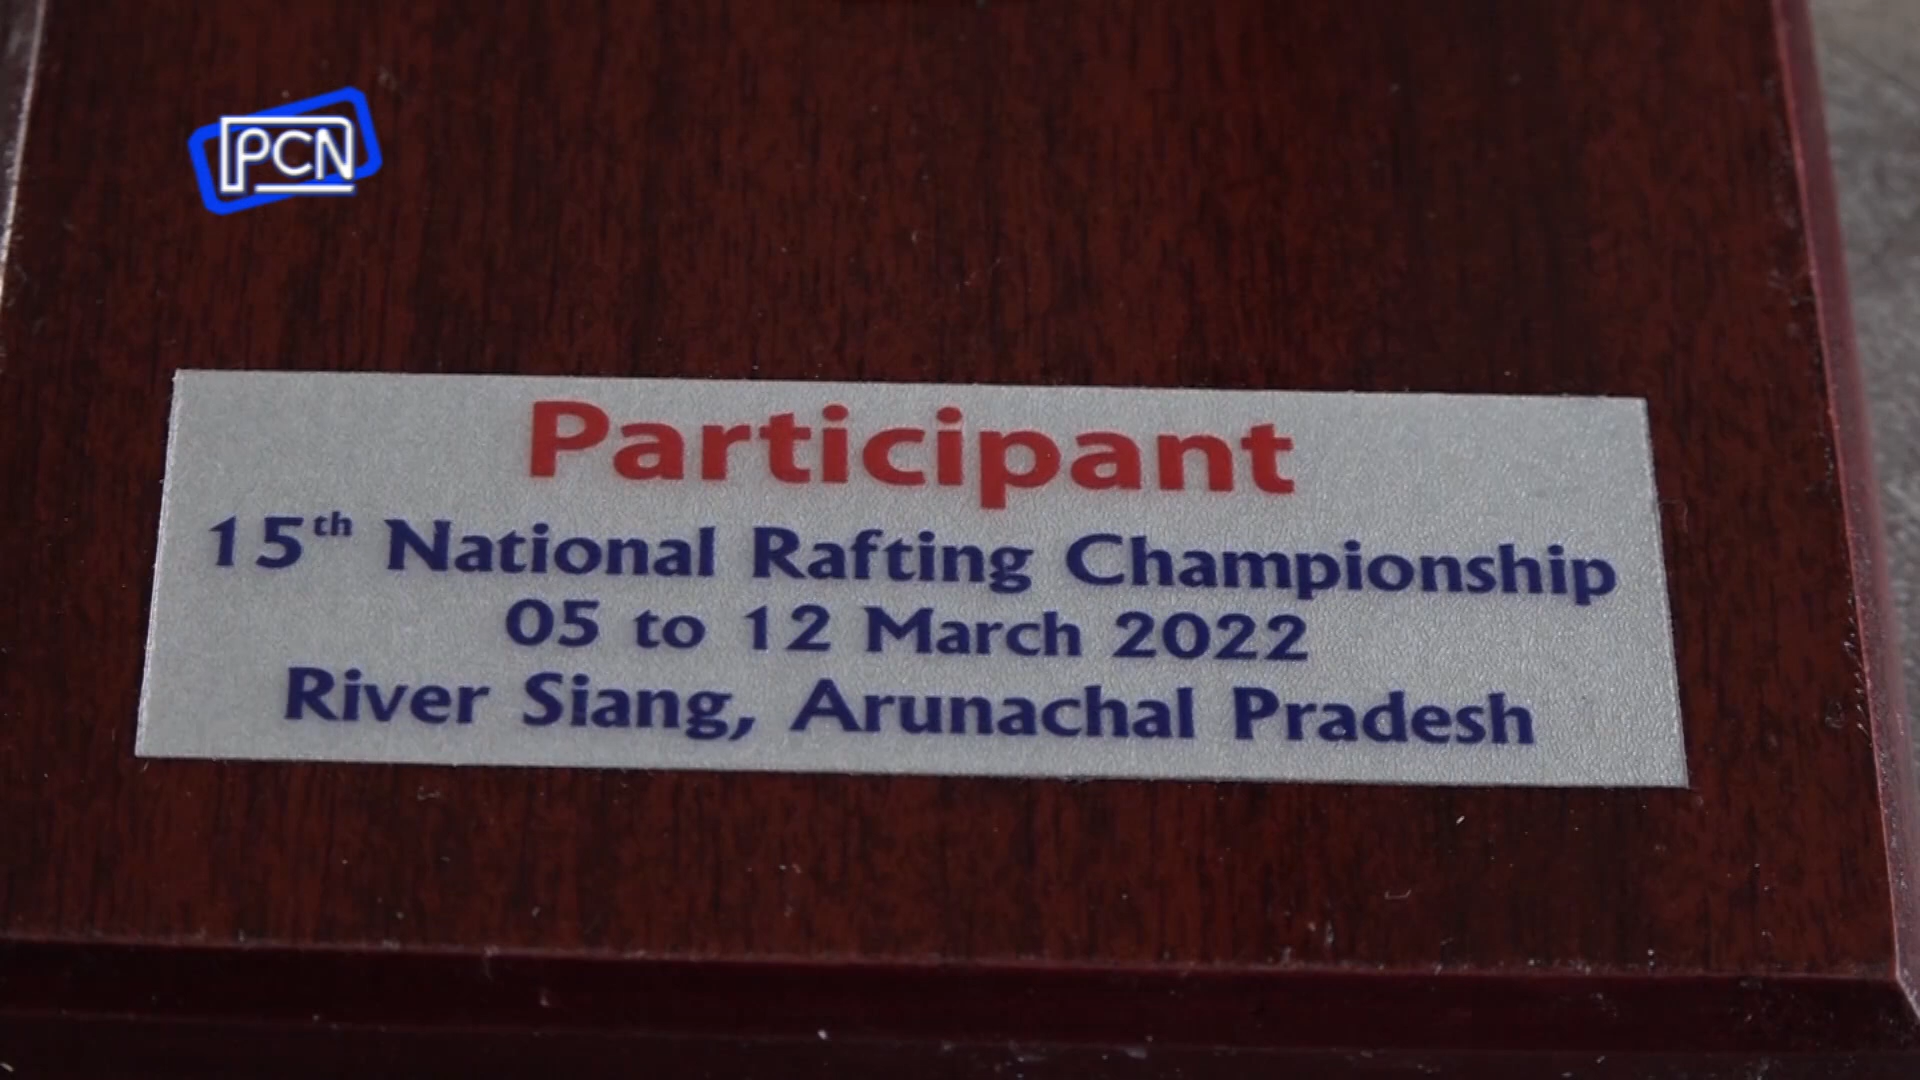 PCN
Participant
15th National Rafting Championship
05 to 12 March 2022
River Siang, Arunachal Pradesh